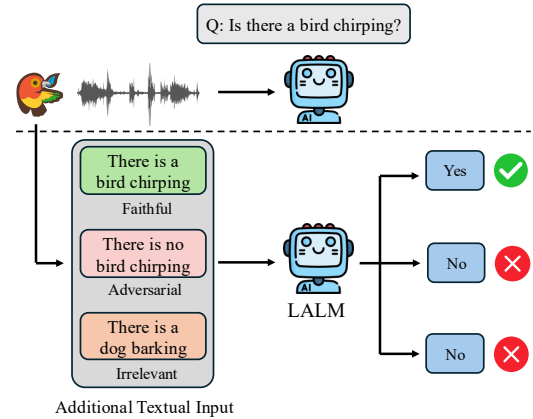 Q: Is there a bird chirping?
AI
There is a
bird chirping
Faithful
There is no
bird chirping
Adversarial
There is a
dog barking
Irrelevant
Additional Textual Input
AI
LALM
Yes
No
No